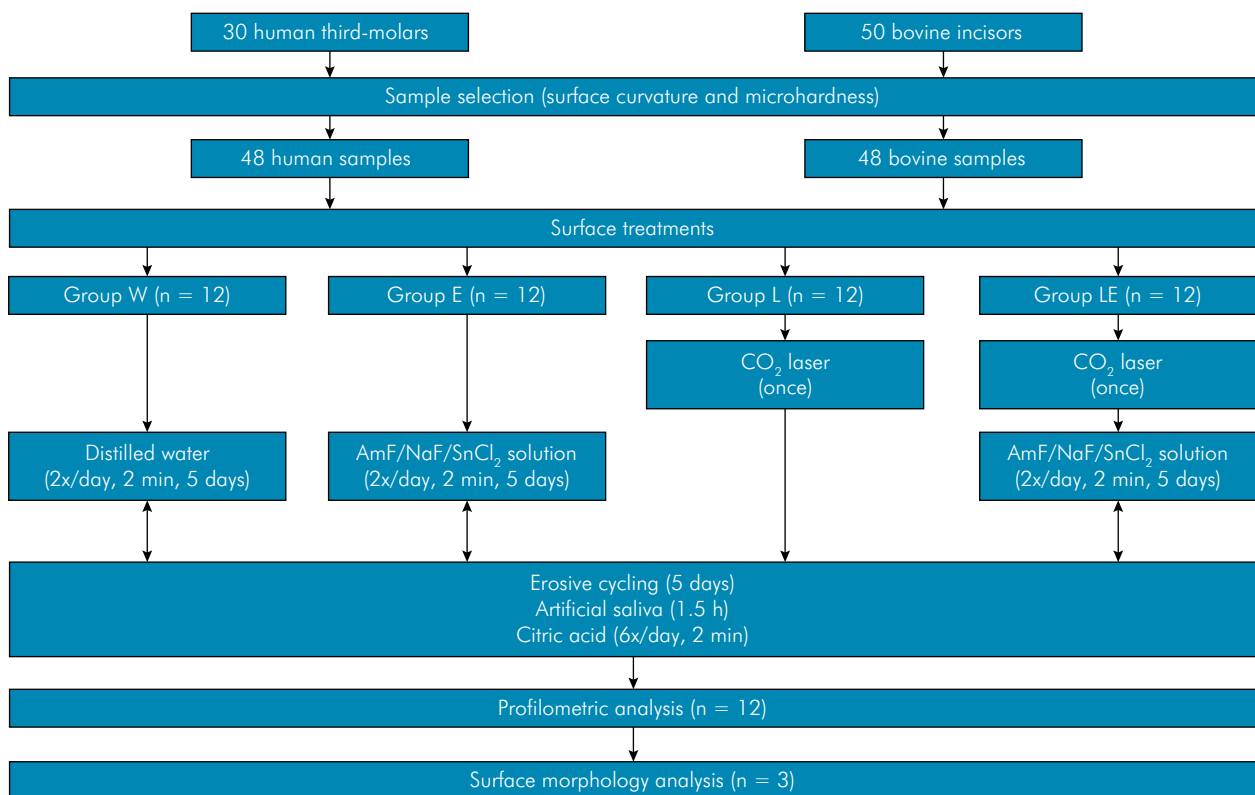 30 human third-molars
50 bovine incisors
Sample selection (surface curvature and microhardness)
48 human samples
48 bovine samples
Surface treatments
Group W (n = 12)
Group E (n = 12)
Group L (n = 12)
Group LE (n = 12)
CO₂ laser
(once)
CO₂ laser
(once)
Distilled water
(2x/day, 2 min, 5 days)
AmF/NaF/SnCl₂ solution
(2x/day, 2 min, 5 days)
AmF/NaF/SnCl₂ solution
(2x/day, 2 min, 5 days)
Erosive cycling (5 days)
Artificial saliva (1.5 h)
Citric acid (6x/day, 2 min)
Profilometric analysis (n = 12)
Surface morphology analysis (n = 3)